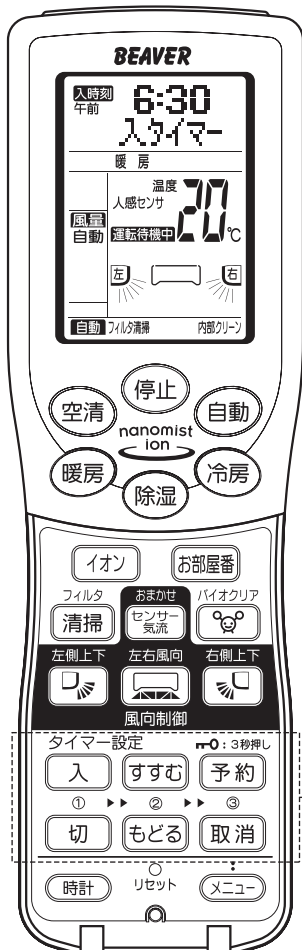 BEAVER
入時刻 6:30
午前
入タイマー
暖 房
温度
人感センサ 20℃
風量
自動 運転待機中
左 右
自動 フィルタ清掃 内部クリーン
停止
空清 自動
nanomist
ion
暖房 冷房
除湿
イオン お部屋番
フィルタ おまかせ バイオクリア
清掃 センサー
気流
左側上下 左右風向 右側上下
風向制御
タイマー設定 :3秒押し
入 すすむ 予約
① ▶▶ ② ▶▶ ③
切 もどる 取消
時計 リセット メニュー